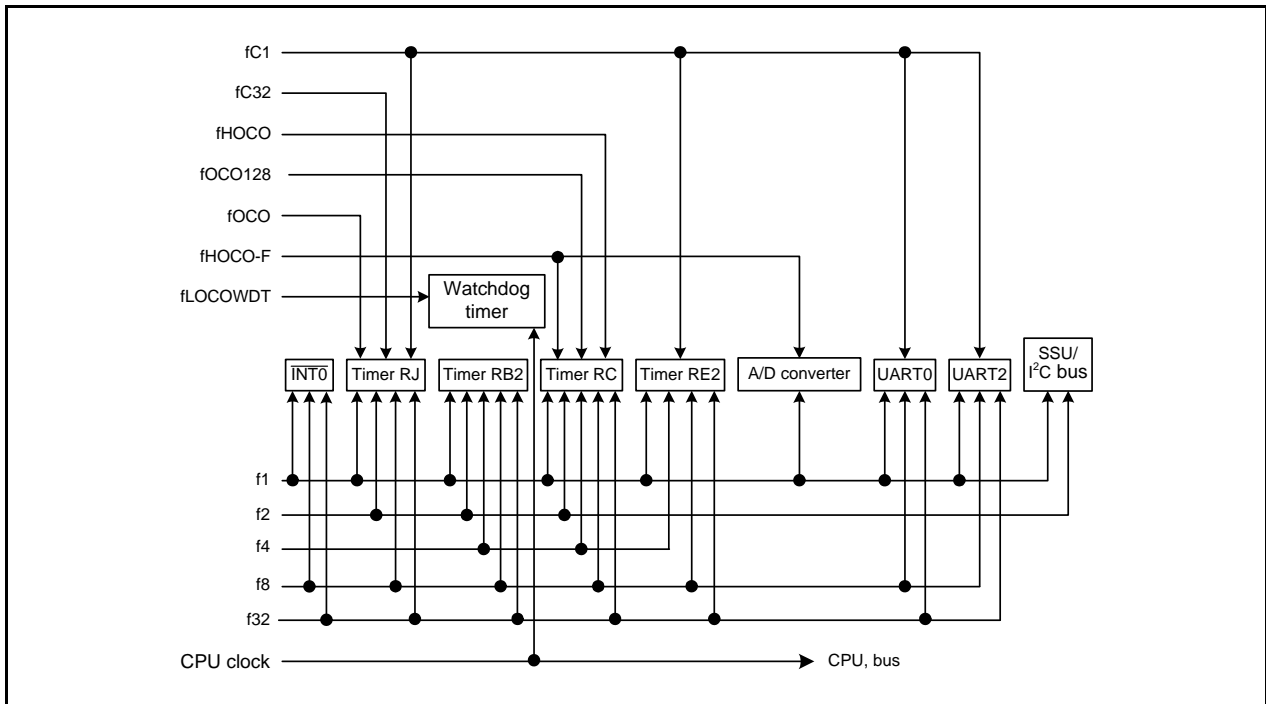 fC1
fC32
fHOCO
fOCO128
fOCO
fHOCO-F
fLOCOWDT
Watchdog
timer
INT0
Timer RJ
Timer RB2
Timer RC
Timer RE2
A/D converter
UART0
UART2
SSU/
I²C bus
f1
f2
f4
f8
f32
CPU clock
CPU, bus